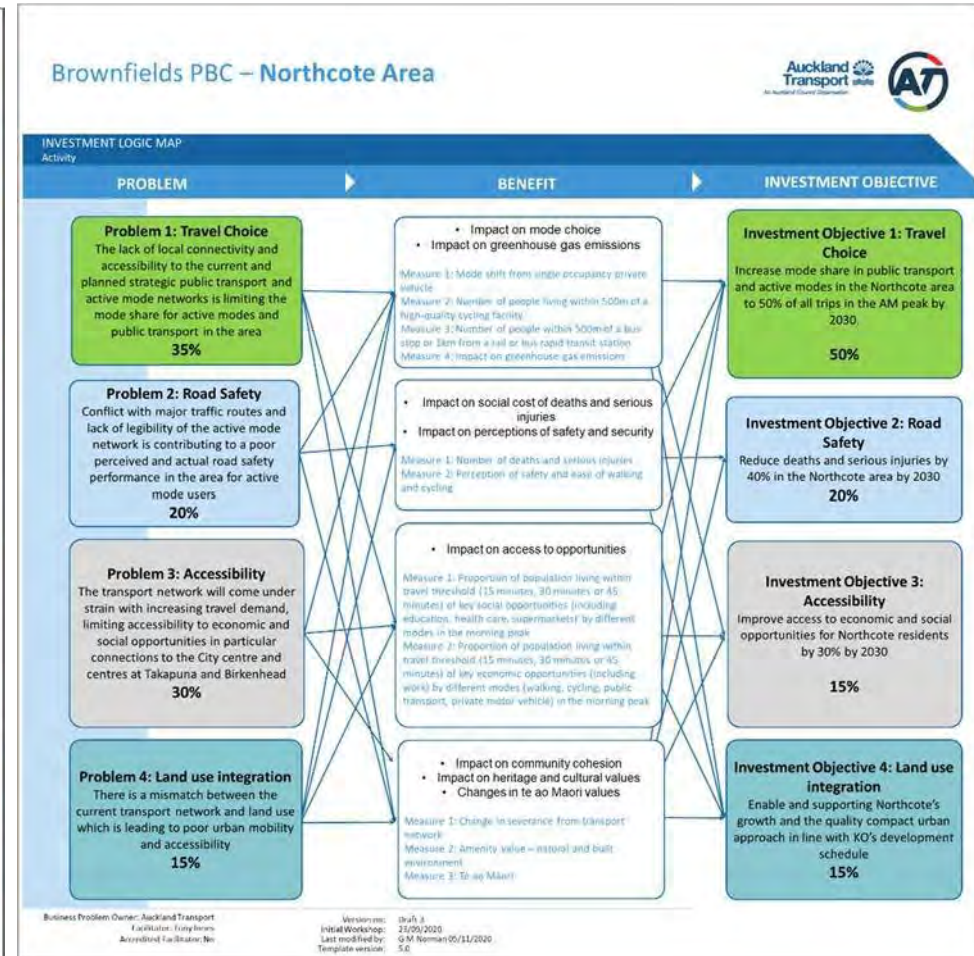 Brownfields PBC – Northcote Area
Auckland
Transport
An Auckland Council Organisation
AT
INVESTMENT LOGIC MAP
Activity
PROBLEM
BENEFIT
INVESTMENT OBJECTIVE
Problem 1: Travel Choice
The lack of local connectivity and
accessibility to the current and
planned strategic public transport and
active mode networks is limiting the
mode share for active modes and
public transport in the area
35%
Problem 2: Road Safety
Conflict with major traffic routes and
lack of legibility of the active mode
network is contributing to a poor
perceived and actual road safety
performance in the area for active
mode users
20%
Problem 3: Accessibility
The transport network will come under
strain with increasing travel demand,
limiting accessibility to economic and
social opportunities in particular
connections to the City centre and
centres at Takapuna and Birkenhead
30%
Problem 4: Land use integration
There is a mismatch between the
current transport network and land use
which is leading to poor urban mobility
and accessibility
15%
• Impact on mode choice
• Impact on greenhouse gas emissions
Measure 1: Mode shift from single occupancy private
vehicle
Measure 2: Number of people living within 500m of a
high-quality cycling facility
Measure 3: Number of people within 500m of a bus
stop or 1km from a rail or bus rapid transit station
Measure 4: Impact on greenhouse gas emissions
• Impact on social cost of deaths and serious
injuries
• Impact on perceptions of safety and security
Measure 1: Number of deaths and serious injuries
Measure 2: Perception of safety and ease of walking
and cycling
• Impact on access to opportunities
Measure 1: Proportion of population living within
travel threshold (15 minutes, 30 minutes or 45
minutes) of key social opportunities (including
education, health care, supermarkets) by different
modes in the morning peak
Measure 2: Proportion of population living within
travel threshold (15 minutes, 30 minutes or 45
minutes) of key economic opportunities (including
work) by different modes (walking, cycling, public
transport, private motor vehicle) in the morning peak
• Impact on community cohesion
• Impact on heritage and cultural values
• Changes in te ao Maori values
Measure 1: Change in severance from transport
network
Measure 2: Amenity value – natural and built
environment
Measure 3: Te ao Māori
Investment Objective 1: Travel
Choice
Increase mode share in public transport
and active modes in the Northcote area
to 50% of all trips in the AM peak by
2030
50%
Investment Objective 2: Road
Safety
Reduce deaths and serious injuries by
40% in the Northcote area by 2030
20%
Investment Objective 3:
Accessibility
Improve access to economic and social
opportunities for Northcote residents
by 30% by 2030
15%
Investment Objective 4: Land use
integration
Enable and supporting Northcote's
growth and the quality compact urban
approach in line with KO's development
schedule
15%
Business Problem Owner: Auckland Transport
Facilitator: Tony Innes
Accredited Facilitator: No
Version no: Draft 3
Initial Workshop: 23/09/2020
Last modified by: G M Norman 05/11/2020
Template version: 5.0